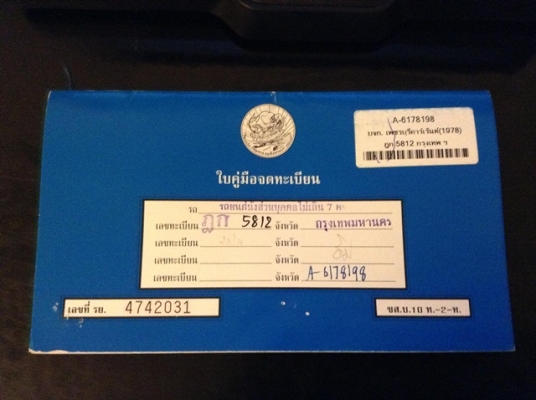 A-6178198
บจก. เพชรบุรีคาร์เร้นท์(1978)
ฎก 5812 กรุงเทพ ฯ
ใบคู่มือจดทะเบียน
รถ รถยนต์นั่งส่วนบุคคลไม่เกิน 7 ค
เลขทะเบียน ฎก 5812 จังหวัด กรุงเทพมหานคร
เลขทะเบียน จังหวัด
เลขทะเบียน จังหวัด
เลขทะเบียน จังหวัด A-6178198
เลขที่ รย. 4742031
ขส.บ.10 ท.-2-ท.